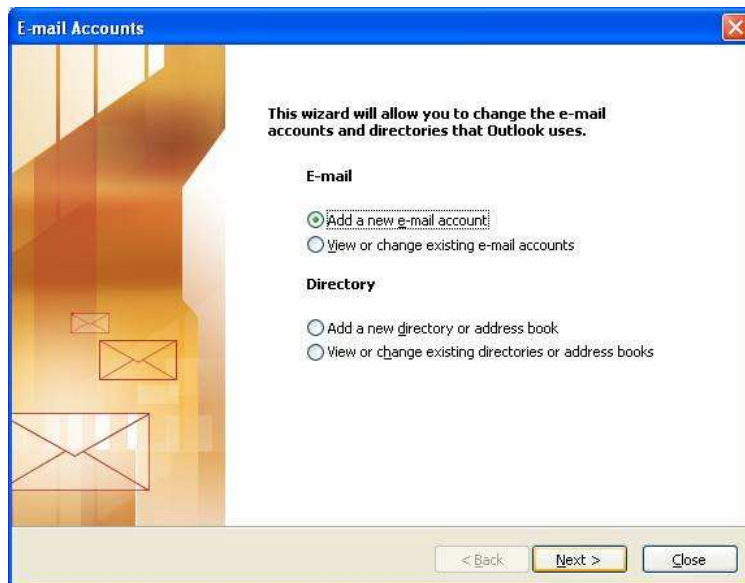 E-mail Accounts
This wizard will allow you to change the e-mail
accounts and directories that Outlook uses.
E-mail
Add a new e-mail account
View or change existing e-mail accounts
Directory
Add a new directory or address book
View or change existing directories or address books
< Back
Next >
Close